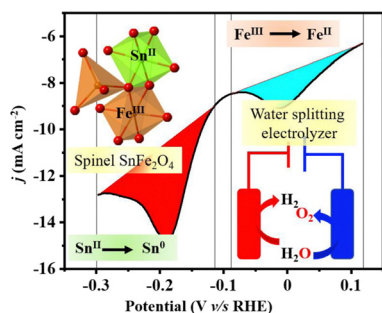 Fe^III → Fe^II
Sn^II
Fe^III
Spinel SnFe₂O₄
Water splitting
electrolyzer
H₂
O₂
H₂O
Sn^II → Sn^0
-6
-8
-10
-12
-14
-16
j (mA cm⁻²)
-0.3 -0.2 -0.1 0 0.1
Potential (V v/s RHE)